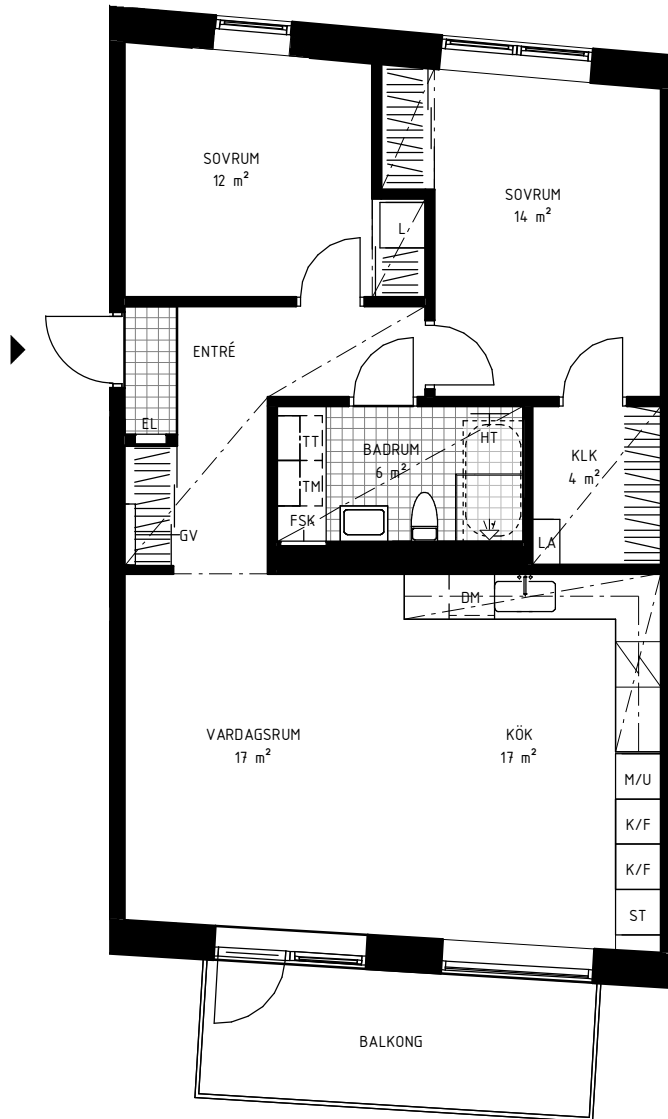 SOVRUM
12 m²
SOVRUM
14 m²
L
ENTRÉ
EL
TT
BADRUM
6 m²
HT
KLK
4 m²
TM
FSK
GV
LA
DM
VARDAGSRUM
17 m²
KÖK
17 m²
M/U
K/F
K/F
ST
BALKONG